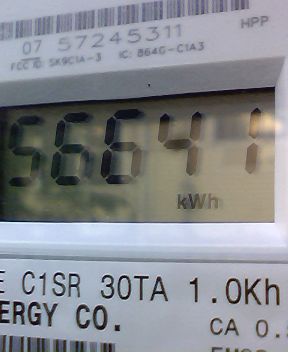 HPP
07 57245311
FCC ID: SK9C1A-3 IC: 864G-C1A3
56641
kWh
E C1SR 30TA 1.0Kh
ERGY CO.
CA 0.